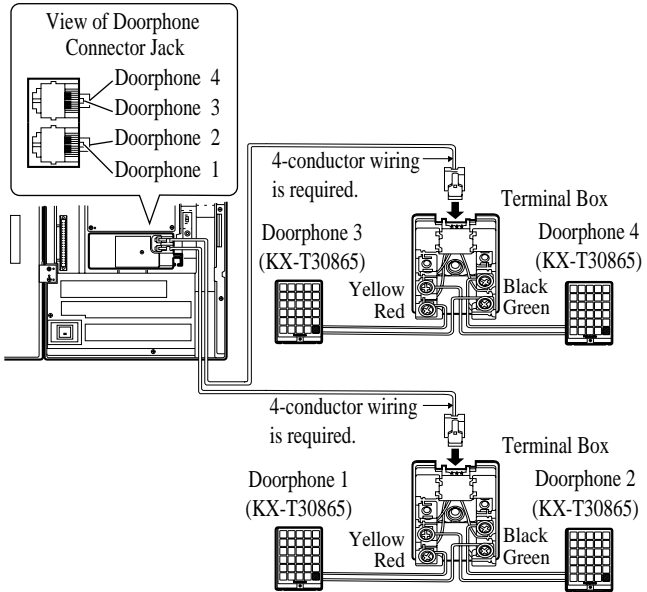 View of Doorphone
Connector Jack
Doorphone 4
Doorphone 3
Doorphone 2
Doorphone 1
4-conductor wiring
is required.
Terminal Box
Doorphone 3
(KX-T30865)
Doorphone 4
(KX-T30865)
Yellow
Red
Black
Green
4-conductor wiring
is required.
Terminal Box
Doorphone 1
(KX-T30865)
Doorphone 2
(KX-T30865)
Yellow
Red
Black
Green